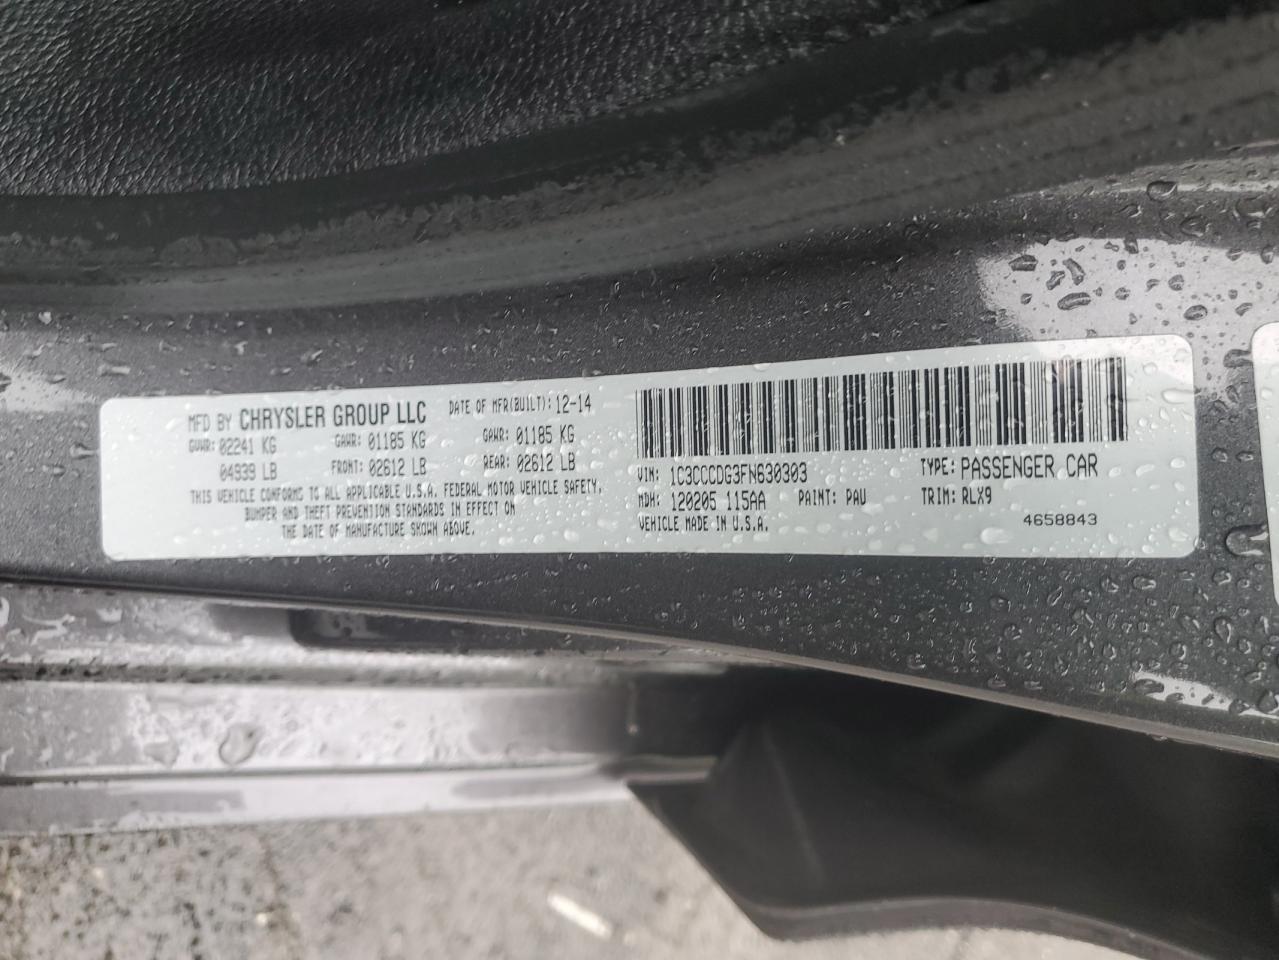 MFD BY CHRYSLER GROUP LLC DATE OF MFR(BUILT): 12-14
GVWR: 02241 KG GAWR: 01185 KG GAWR: 01185 KG
04939 LB FRONT: 02612 LB REAR: 02612 LB
THIS VEHICLE CONFORMS TO ALL APPLICABLE U.S.A. FEDERAL MOTOR VEHICLE SAFETY,
BUMPER AND THEFT PREVENTION STANDARDS IN EFFECT ON
THE DATE OF MANUFACTURE SHOWN ABOVE.
VIN: 1C3CCCDG3FN630303 TYPE: PASSENGER CAR
MDH: 120205 115AA PAINT: PAU TRIM: RLX9
VEHICLE MADE IN U.S.A. 4658843